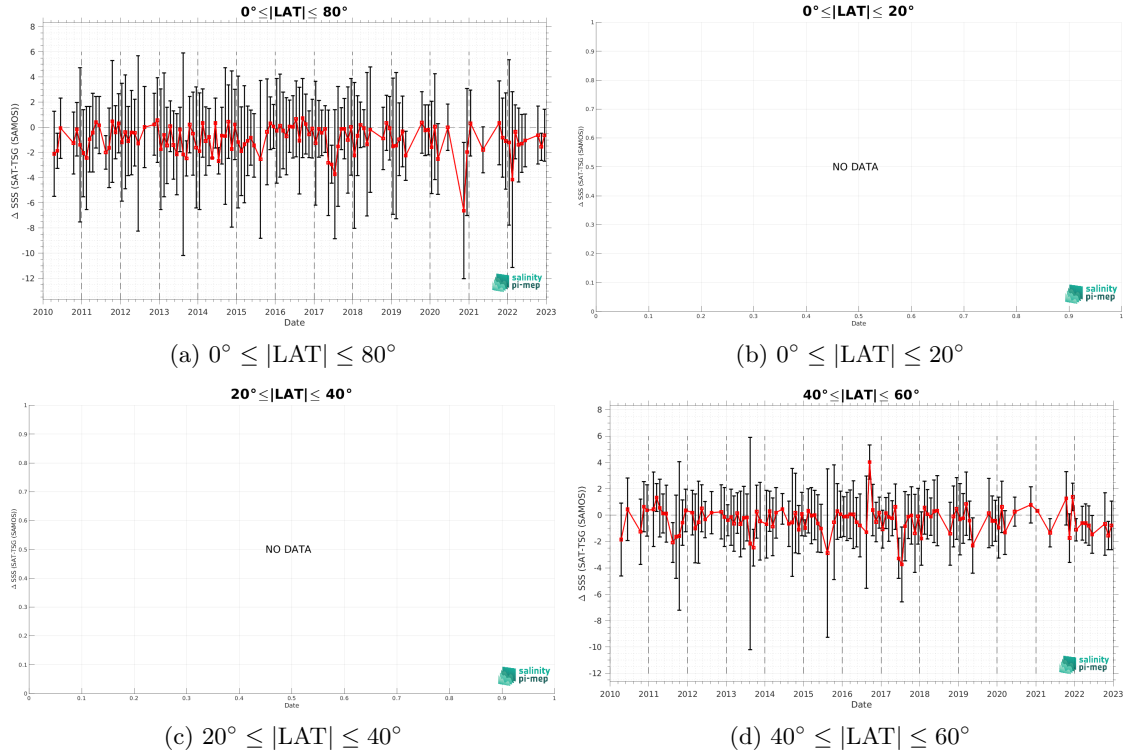 0°≤|LAT|≤ 80°
8
6
4
2
0
-2
-4
-6
-8
-10
-12
Δ SSS (SAT-TSG (SAMOS))
2010 2011 2012 2013 2014 2015 2016 2017 2018 2019 2020 2021 2022 2023
Date
salinity
pi-mep
(a) 0° ≤ |LAT| ≤ 80°
0°≤|LAT|≤ 20°
1
0.9
0.8
0.7
0.6
0.5
0.4
0.3
0.2
0.1
0
Δ SSS (SAT-TSG (SAMOS))
NO DATA
0 0.1 0.2 0.3 0.4 0.5 0.6 0.7 0.8 0.9 1
Date
salinity
pi-mep
(b) 0° ≤ |LAT| ≤ 20°
20°≤|LAT|≤ 40°
1
0.9
0.8
0.7
0.6
0.5
0.4
0.3
0.2
0.1
0
Δ SSS (SAT-TSG (SAMOS))
NO DATA
0 0.1 0.2 0.3 0.4 0.5 0.6 0.7 0.8 0.9 1
Date
salinity
pi-mep
(c) 20° ≤ |LAT| ≤ 40°
40°≤|LAT|≤ 60°
8
6
4
2
0
-2
-4
-6
-8
-10
-12
Δ SSS (SAT-TSG (SAMOS))
2010 2011 2012 2013 2014 2015 2016 2017 2018 2019 2020 2021 2022 2023
Date
salinity
pi-mep
(d) 40° ≤ |LAT| ≤ 60°